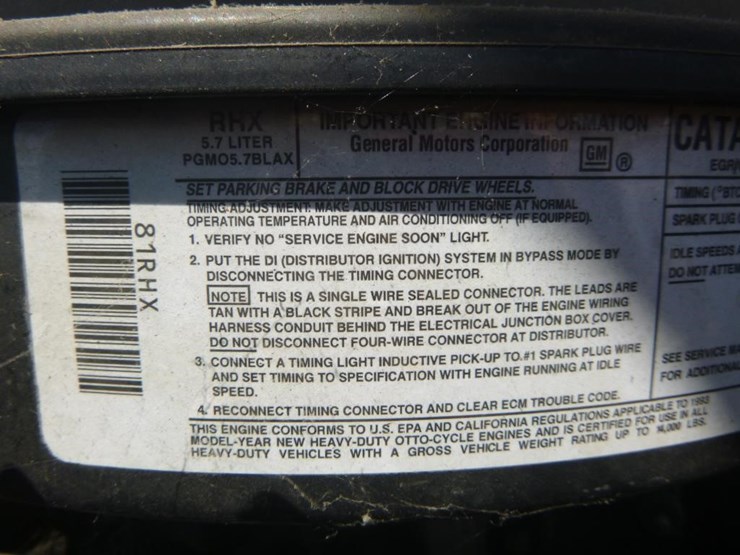 RHX
5.7 LITER
PGM05.7BLAX
IMPORTANT ENGINE INFORMATION
General Motors Corporation
GM ®
SET PARKING BRAKE AND BLOCK DRIVE WHEELS.
TIMING ADJUSTMENT: MAKE ADJUSTMENT WITH ENGINE AT NORMAL
OPERATING TEMPERATURE AND AIR CONDITIONING OFF (IF EQUIPPED).
1. VERIFY NO "SERVICE ENGINE SOON" LIGHT.
2. PUT THE DI (DISTRIBUTOR IGNITION) SYSTEM IN BYPASS MODE BY
DISCONNECTING THE TIMING CONNECTOR.
NOTE THIS IS A SINGLE WIRE SEALED CONNECTOR. THE LEADS ARE
TAN WITH A BLACK STRIPE AND BREAK OUT OF THE ENGINE WIRING
HARNESS CONDUIT BEHIND THE ELECTRICAL JUNCTION BOX COVER.
DO NOT DISCONNECT FOUR-WIRE CONNECTOR AT DISTRIBUTOR.
3. CONNECT A TIMING LIGHT INDUCTIVE PICK-UP TO #1 SPARK PLUG WIRE
AND SET TIMING TO SPECIFICATION WITH ENGINE RUNNING AT IDLE
SPEED.
4. RECONNECT TIMING CONNECTOR AND CLEAR ECM TROUBLE CODE.
THIS ENGINE CONFORMS TO U.S. EPA AND CALIFORNIA REGULATIONS APPLICABLE TO 1993
MODEL-YEAR NEW HEAVY-DUTY OTTO-CYCLE ENGINES AND IS CERTIFIED FOR USE IN ALL
HEAVY-DUTY VEHICLES WITH A GROSS VEHICLE WEIGHT RATING UP TO 14,000 LBS.
81RHX
CATA
EGR/
TIMING (°BTC
SPARK PLUG
IDLE SPEEDS
DO NOT ATTEM
SEE SERVICE MA
FOR ADDITIONAL